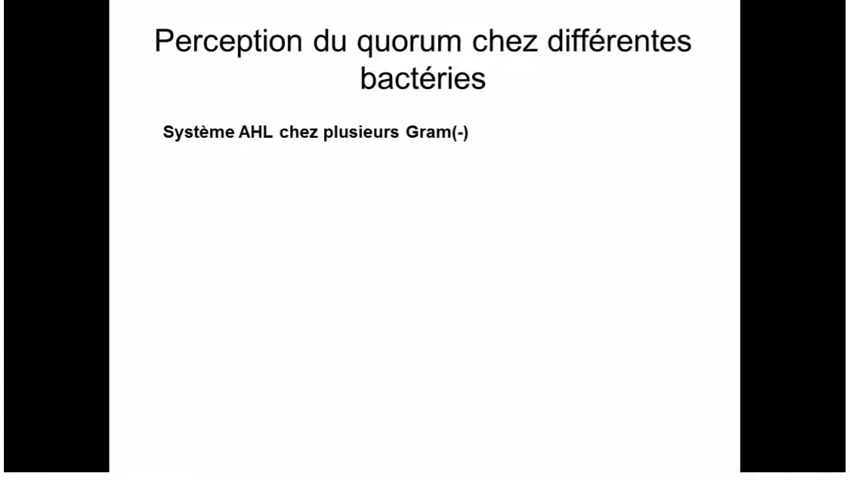 Perception du quorum chez différentes
bactéries
Système AHL chez plusieurs Gram(-)